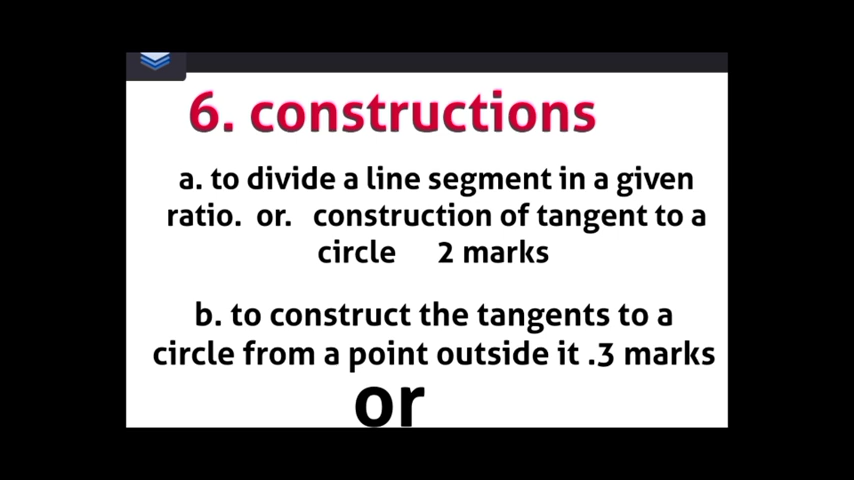 6. constructions
a. to divide a line segment in a given
ratio. or. construction of tangent to a
circle 2 marks
b. to construct the tangents to a
circle from a point outside it .3 marks
or